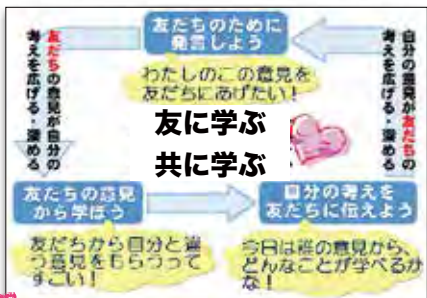 友だちのために
発言しよう
わたしのこの意見を
友だちにあげたい！
自分の意見が友だちの
考えを広げる・深める
友だちの意見が自分の
考えを広げる・深める
友に学ぶ
共に学ぶ
友だちの意見
から学ぼう
友だちから自分と違
う意見をもらうって
すごい！
自分の考えを
友だちに伝えよう
今日は誰の意見から、
どんなことが学べるか
な！